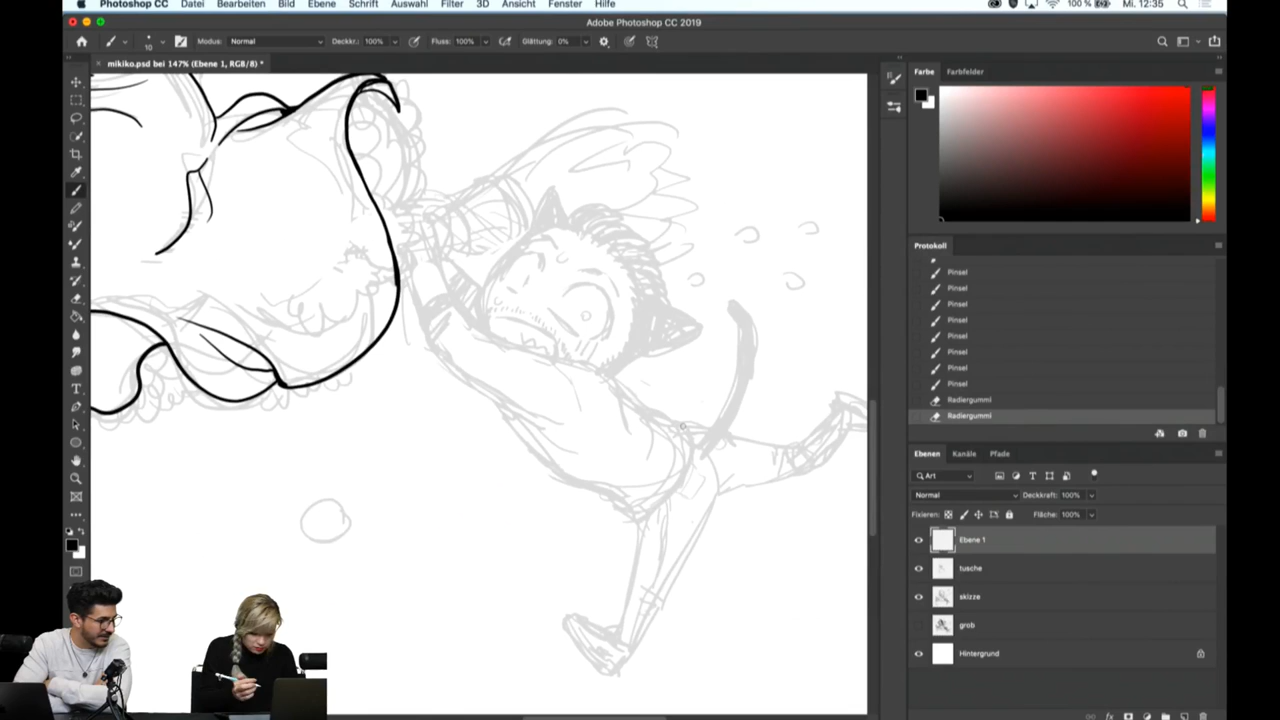 Photoshop CC Datei Bearbeiten Bild Ebene Schrift Auswahl Filter 3D Ansicht Fenster Hilfe 100 % Mi. 12:35
Adobe Photoshop CC 2019
10 Modus: Normal Deckkr.: 100% Fluss: 100% Glättung: 0%
× mikiko.psd bei 147% (Ebene 1, RGB/8) *
Farbe Farbfelder
Protokoll
Pinsel
Pinsel
Pinsel
Pinsel
Pinsel
Pinsel
Pinsel
Pinsel
Radiergummi
Radiergummi
Ebenen Kanäle Pfade
Art
Normal Deckkraft: 100%
Fixieren: Fläche: 100%
Ebene 1
tusche
skizze
grob
Hintergrund
fx